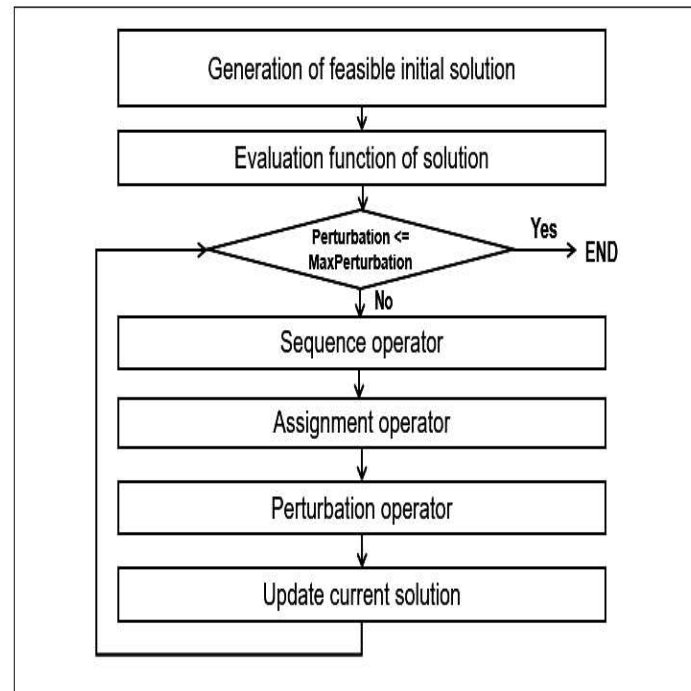 Generation of feasible initial solution
Evaluation function of solution
Perturbation <=
MaxPerturbation
Yes
END
No
Sequence operator
Assignment operator
Perturbation operator
Update current solution